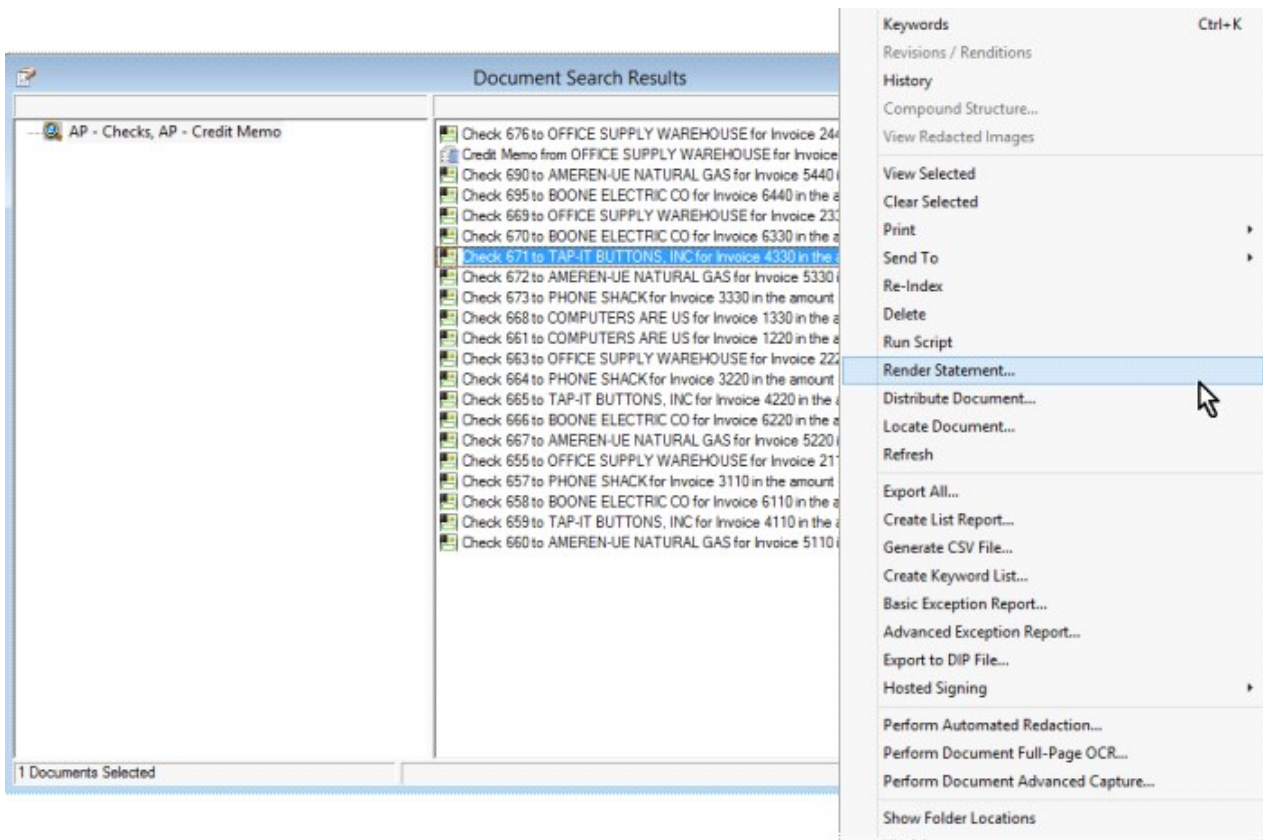 Document Search Results
AP - Checks, AP - Credit Memo
Check 676 to OFFICE SUPPLY WAREHOUSE for Invoice 244
Credit Memo from OFFICE SUPPLY WAREHOUSE for Invoice
Check 690 to AMEREN-UE NATURAL GAS for Invoice 5440 i
Check 695 to BOONE ELECTRIC CO for Invoice 6440 in the a
Check 669 to OFFICE SUPPLY WAREHOUSE for Invoice 233
Check 670 to BOONE ELECTRIC CO for Invoice 6330 in the a
Check 671 to TAP-IT BUTTONS, INC for Invoice 4330 in the a
Check 672 to AMEREN-UE NATURAL GAS for Invoice 5330 i
Check 673 to PHONE SHACK for Invoice 3330 in the amount
Check 668 to COMPUTERS ARE US for Invoice 1330 in the a
Check 661 to COMPUTERS ARE US for Invoice 1220 in the a
Check 663 to OFFICE SUPPLY WAREHOUSE for Invoice 222
Check 664 to PHONE SHACK for Invoice 3220 in the amount
Check 665 to TAP-IT BUTTONS, INC for Invoice 4220 in the a
Check 666 to BOONE ELECTRIC CO for Invoice 6220 in the a
Check 667 to AMEREN-UE NATURAL GAS for Invoice 5220 i
Check 655 to OFFICE SUPPLY WAREHOUSE for Invoice 211
Check 657 to PHONE SHACK for Invoice 3110 in the amount
Check 658 to BOONE ELECTRIC CO for Invoice 6110 in the a
Check 659 to TAP-IT BUTTONS, INC for Invoice 4110 in the a
Check 660 to AMEREN-UE NATURAL GAS for Invoice 5110 i
1 Documents Selected
Keywords Ctrl+K
Revisions / Renditions
History
Compound Structure...
View Redacted Images
View Selected
Clear Selected
Print
Send To
Re-Index
Delete
Run Script
Render Statement...
Distribute Document...
Locate Document...
Refresh
Export All...
Create List Report...
Generate CSV File...
Create Keyword List...
Basic Exception Report...
Advanced Exception Report...
Export to DIP File...
Hosted Signing
Perform Automated Redaction...
Perform Document Full-Page OCR...
Perform Document Advanced Capture...
Show Folder Locations